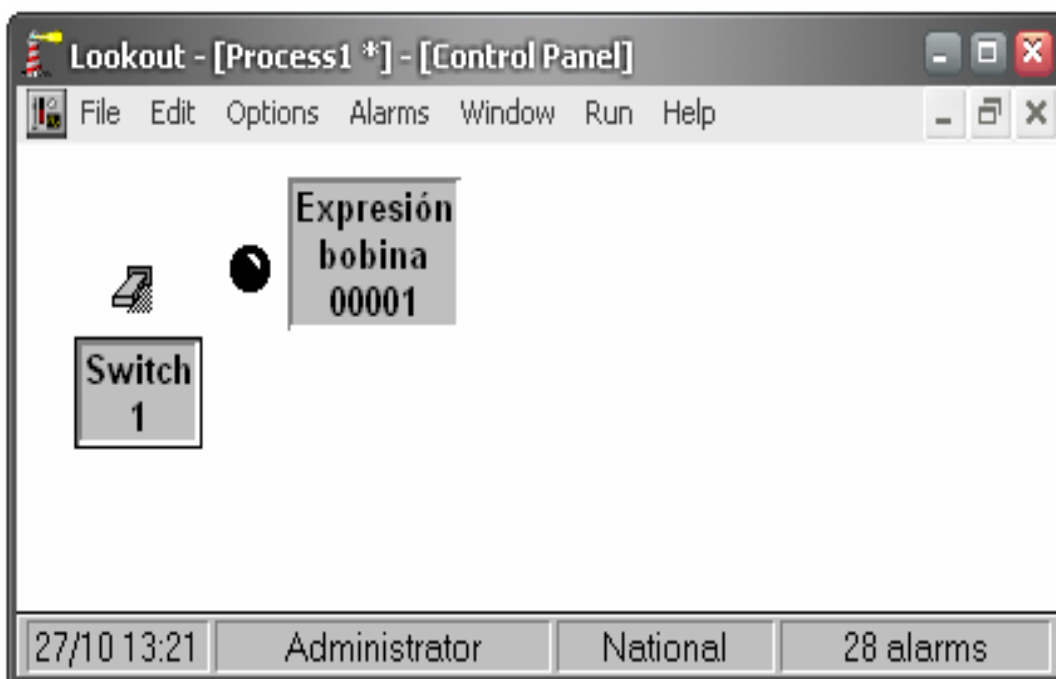 Lookout - [Process1 *] - [Control Panel]
File Edit Options Alarms Window Run Help
Expresión
bobina
00001
Switch
1
27/10 13:21 Administrator National 28 alarms